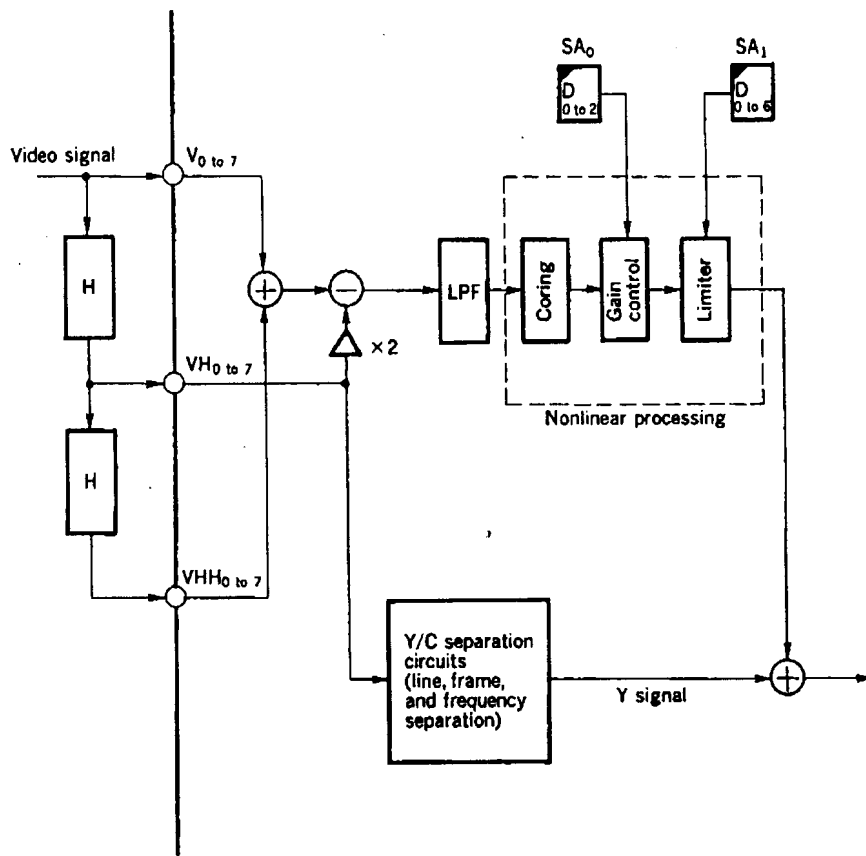 SA0 SA1
D D
0 to 2 0 to 6
Video signal V0 to 7
H
LPF
Coring
Gain control
Limiter
×2
VH0 to 7
Nonlinear processing
H
VHH0 to 7
Y/C separation
circuits
(line, frame,
and frequency
separation)
Y signal